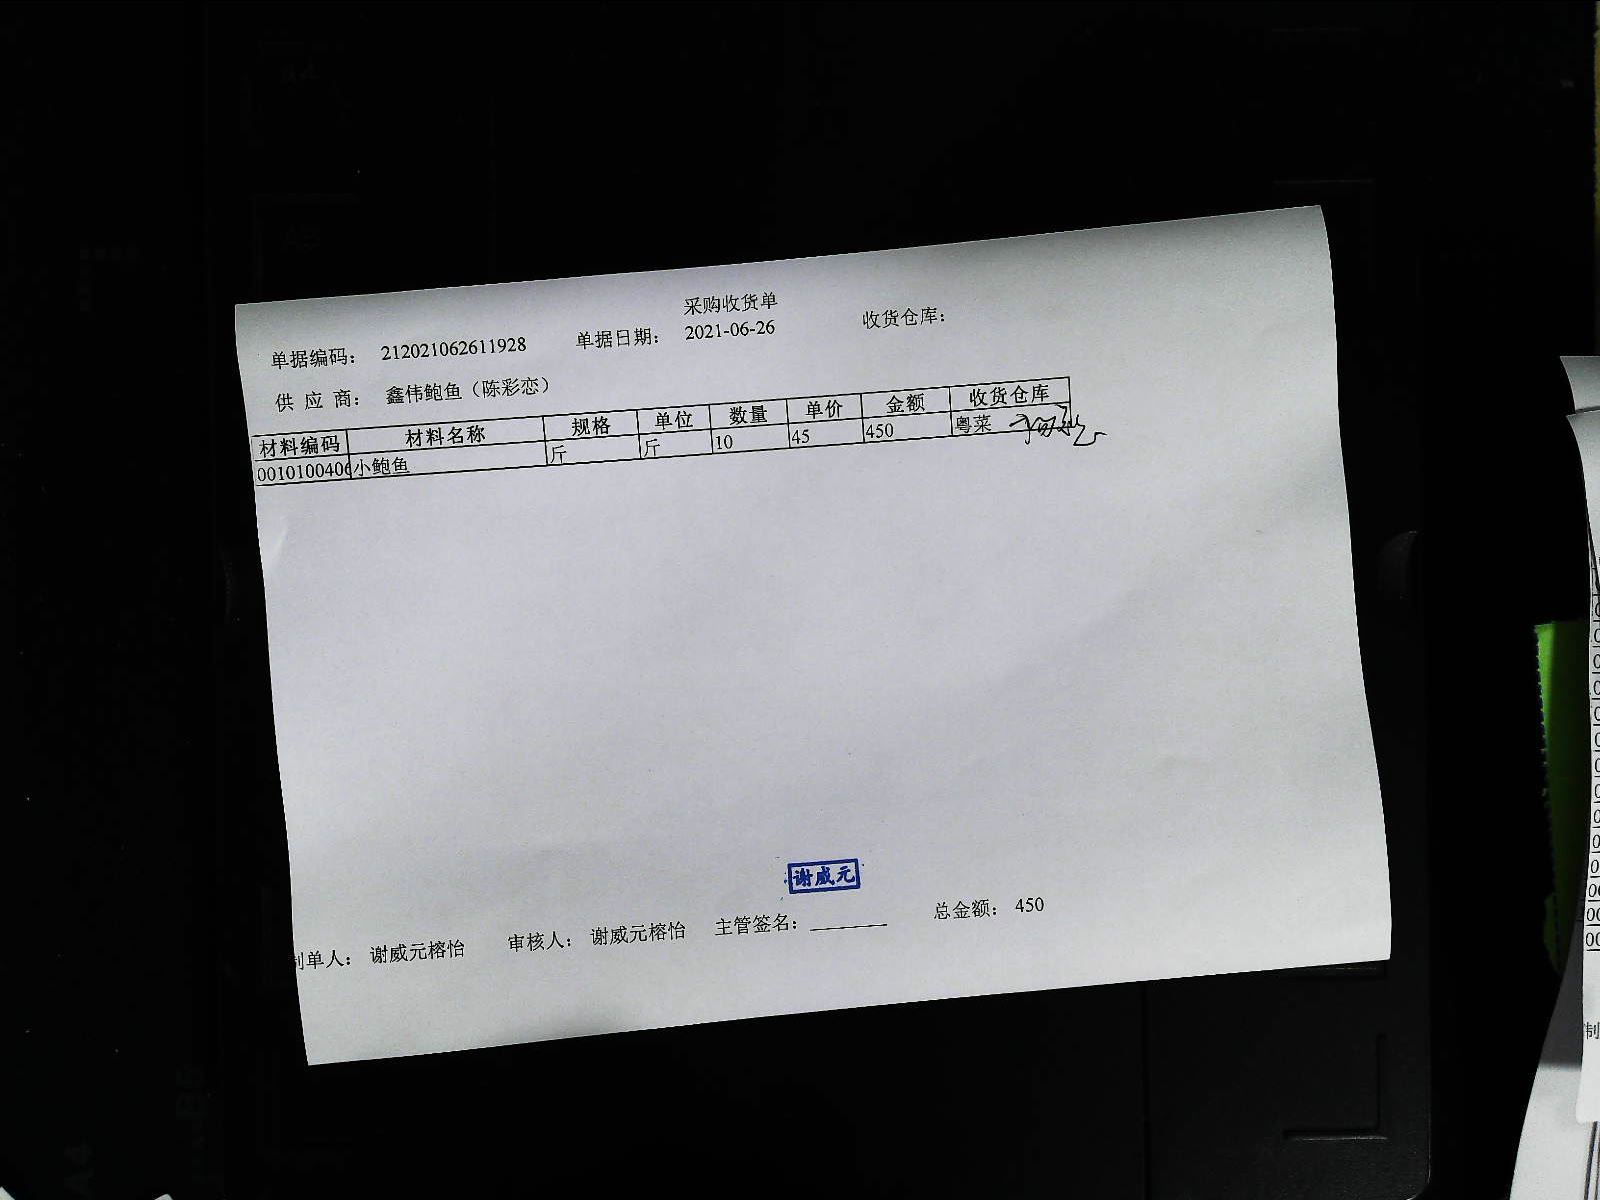 采购收货单
单据编码： 212021062611928 单据日期： 2021-06-26 收货仓库：
供 应 商： 鑫伟鲍鱼（陈彩恋）
材料编码 材料名称 规格 单位 数量 单价 金额 收货仓库
0010100406 小鲍鱼 斤 斤 10 45 450 粤菜
谢威元
制单人： 谢威元榕怡 审核人： 谢威元榕怡 主管签名： 总金额： 450